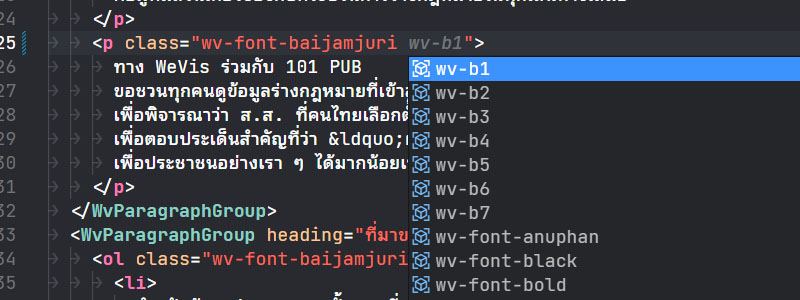 24 </p>
25 <p class="wv-font-baijamjuri wv-b1">
26 ทาง WeVis ร่วมกับ 101 PUB
wv-b1
27 ขอชวนทุกคนดูข้อมูลร่างกฎหมายที่เข้า
wv-b2
28 เพื่อพิจารณาว่า ส.ส. ที่คนไทยเลือก
wv-b3
29 เพื่อตอบประเด็นสำคัญที่ว่า &ldquo;
wv-b4
30 เพื่อประชาชนอย่างเรา ๆ ได้มากน้อย
wv-b5
31 </p>
wv-b6
32 </WvParagraphGroup>
wv-b7
33 <WvParagraphGroup heading="ที่มา
wv-font-anuphan
34 <ol class="wv-font-baijamjuri
wv-font-black
35 <li>
wv-font-bold